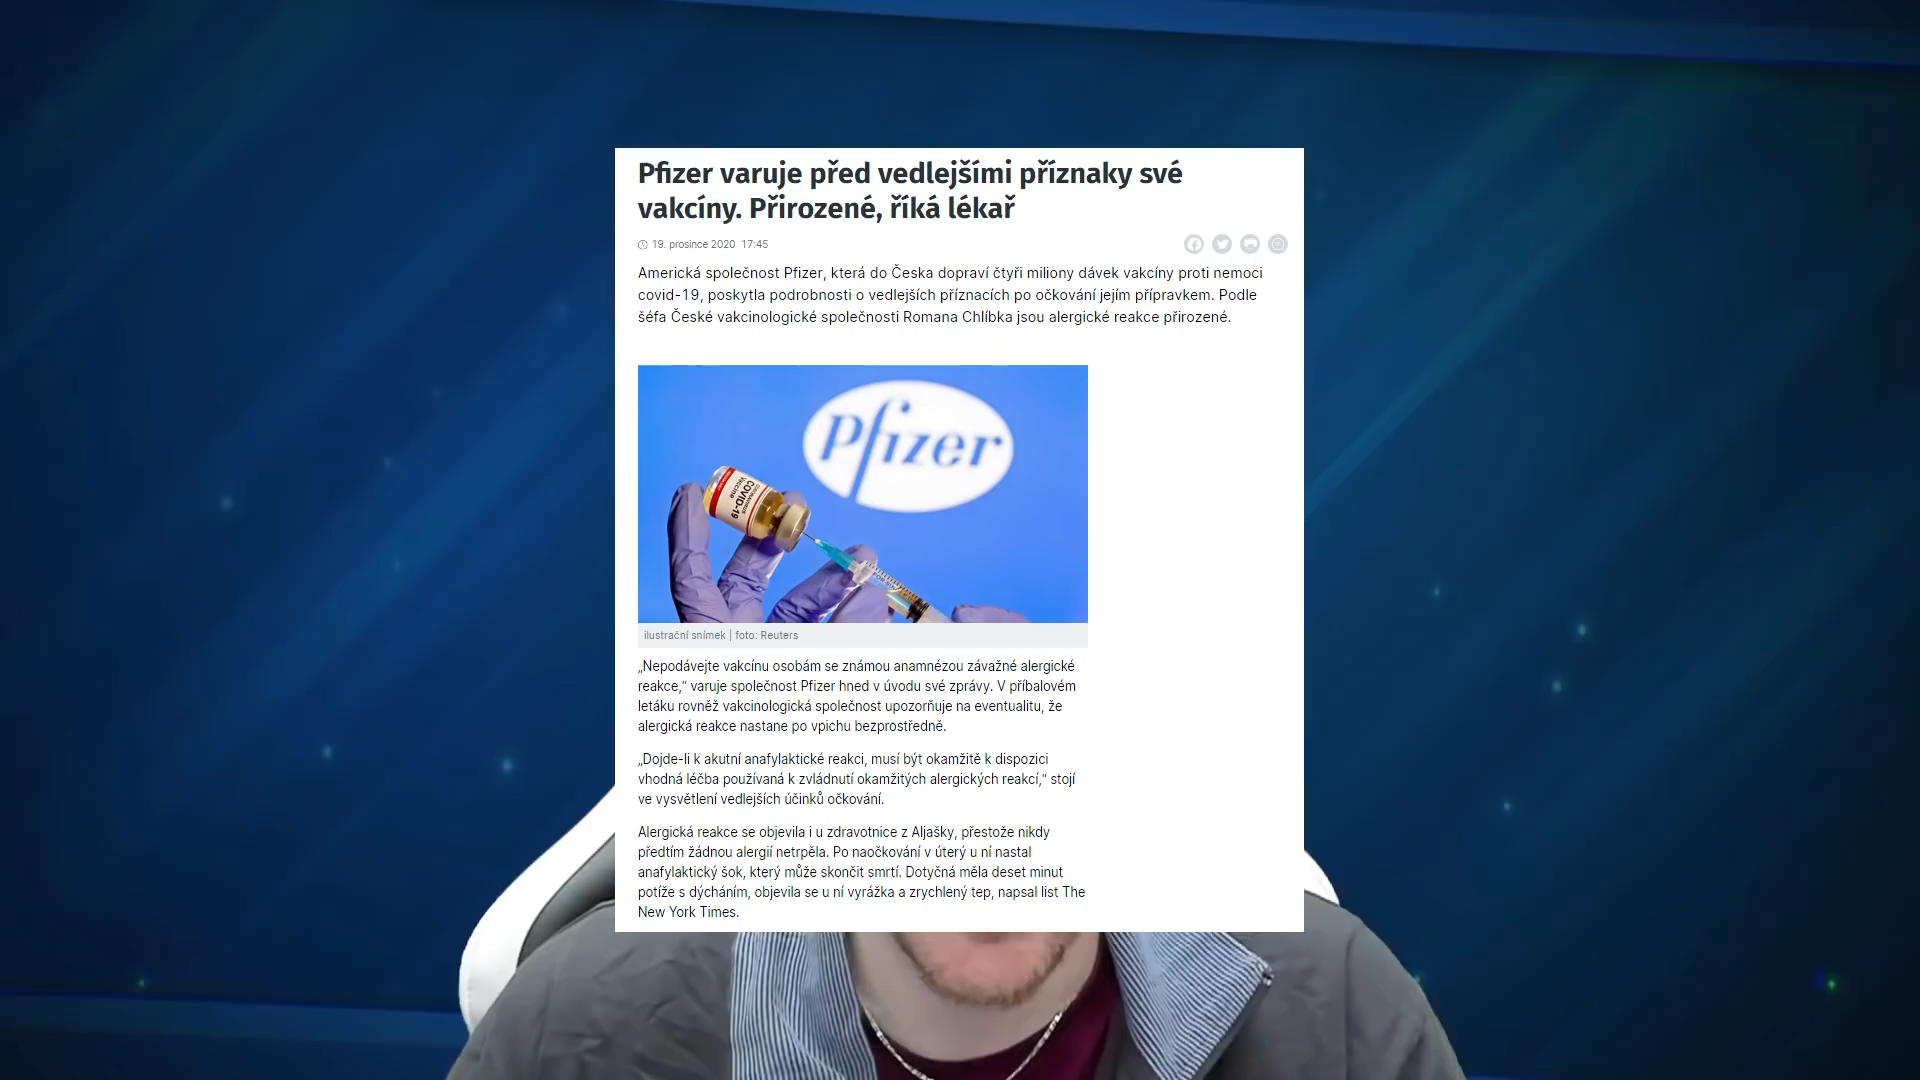 Pfizer varuje před vedlejšími příznaky své
vakcíny. Přirozené, říká lékař
19. prosince 2020 17:45
Americká společnost Pfizer, která do Česka dopraví čtyři miliony dávek vakcíny proti nemoci
covid-19, poskytla podrobnosti o vedlejších příznacích po očkování jejím přípravkem. Podle
šéfa České vakcinologické společnosti Romana Chlíbka jsou alergické reakce přirozené.
Pfizer
CORONAVIRUS
COVID-19
Vaccine
ilustrační snímek | foto: Reuters
„Nepodávejte vakcínu osobám se známou anamnézou závažné alergické
reakce,“ varuje společnost Pfizer hned v úvodu své zprávy. V příbalovém
letáku rovněž vakcinologická společnost upozorňuje na eventualitu, že
alergická reakce nastane po vpichu bezprostředně.
„Dojde-li k akutní anafylaktické reakci, musí být okamžitě k dispozici
vhodná léčba používaná k zvládnutí okamžitých alergických reakcí,“ stojí
ve vysvětlení vedlejších účinků očkování.
Alergická reakce se objevila i u zdravotnice z Aljašky, přestože nikdy
předtím žádnou alergií netrpěla. Po naočkování v úterý u ní nastal
anafylaktický šok, který může skončit smrtí. Dotyčná měla deset minut
potíže s dýcháním, objevila se u ní vyrážka a zrychlený tep, napsal list The
New York Times.